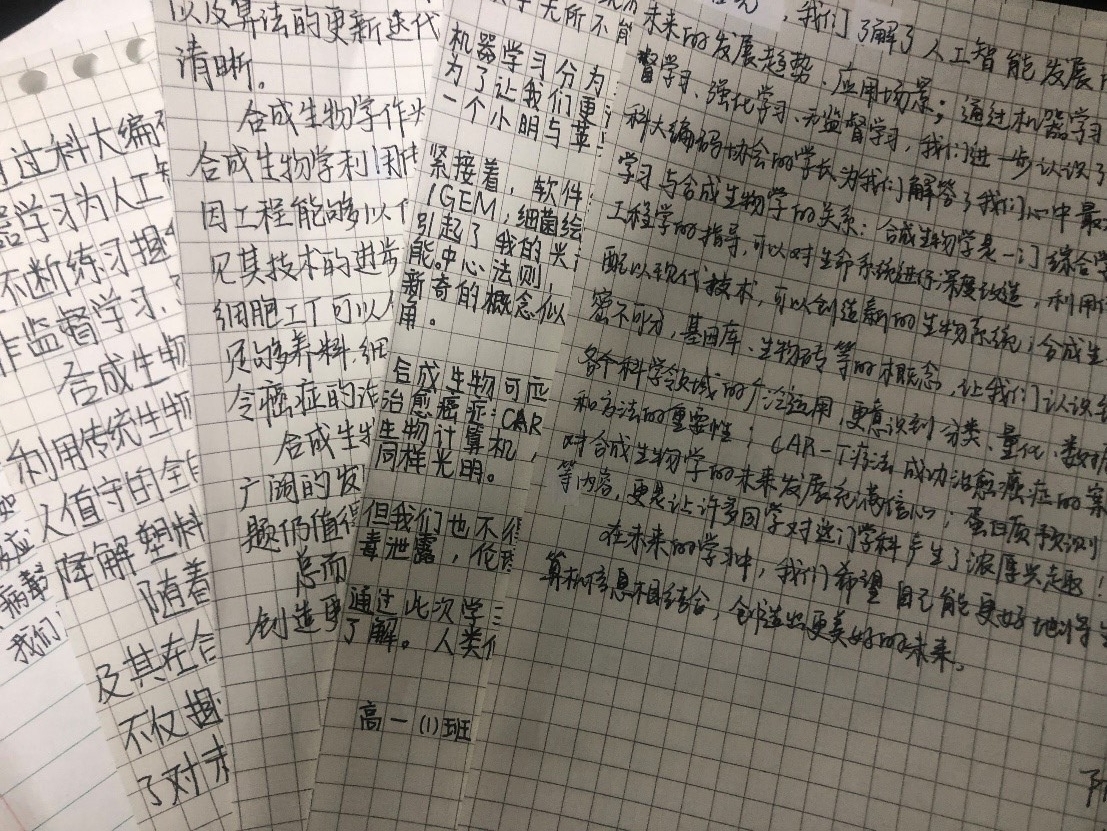 过科大编
器学习为人工智
不断练习提
监督学习、
合成生物
利用传统生物
人值守的全
降解塑料
随着
及其在合
不仅
了对
应
病毒
我们
以及算法的更新迭代
清晰。
合成生物学作为
合成生物学利用
因工程能够以
见其技术的进步
细胞工厂可以
足够养料,细
令癌症的治
合成生
广阔的发
题仍值得
总而
创造更
学无所不能
机器学习分为
为了让我们更
一个小明与苹
紧接着,软件
iGEM,细菌绘
引起了我的兴
能。中心法则,
新奇的概念似
角。
合成生物可应
治愈癌症:CAR
生物计算机,
同样光明。
但我们也不
毒泄露,伦理
通过此次学
了解。人类
高一(1)班
,我们了解了人工智能发展
未来的发展趋势、应用场景;通过机器学习
督学习、强化学习、无监督学习,我们进一步认识了
科大编码协会的学长为我们解答了我们心中最
学习与合成生物学的关系:合成生物学是一门综合学
工程学的指导,可以对生命系统进行深度改造,利用
配以现代技术,可以创造新的生物系统;合成生
密不可分,基因库、生物砖等的概念,让我们认识到
各个科学领域的广泛运用,更意识到分类、量化、数
和方法的重要性;CAR-T疗法成功治愈癌症的案
对合成生物学的未来发展充满信心;蛋白质预测
等内容,更是让许多同学对这门学科产生了浓厚兴趣!
在未来的学习中,我们希望自己能更好地将生
算机信息相结合,创造出更美好的未来。